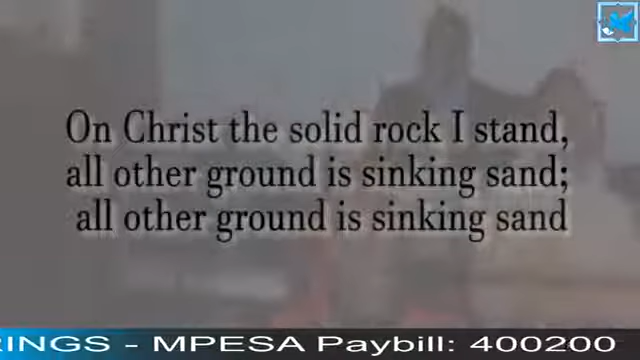 On Christ the solid rock I stand,
all other ground is sinking sand;
all other ground is sinking sand
RINGS - MPESA Paybill: 400200